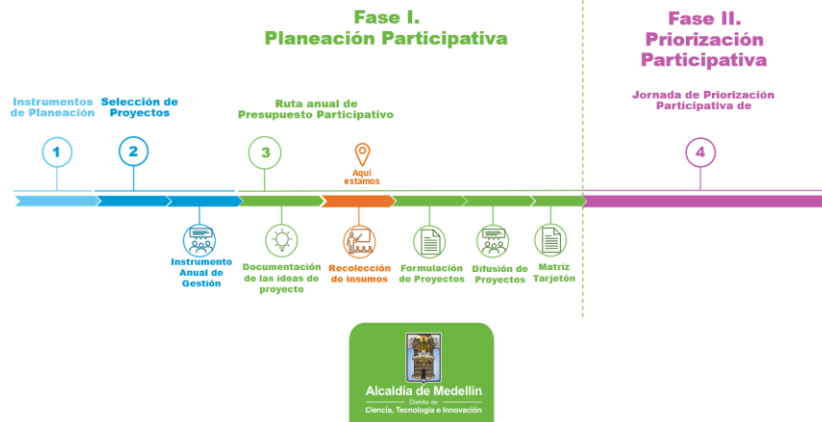 Fase I.
Planeación Participativa
Fase II.
Priorización
Participativa
Instrumentos
de Planeación
Selección de
Proyectos
Ruta anual de
Presupuesto Participativo
Jornada de Priorización
Participativa de
1
2
3
Aquí
estamos
4
Instrumento
Anual de
Gestión
Documentación
de las ideas de
proyecto
Recolección
de insumos
Formulación
de Proyectos
Difusión de
Proyectos
Matriz
Tarjetón
Alcaldía de Medellín
Distrito de
Ciencia, Tecnología e Innovación